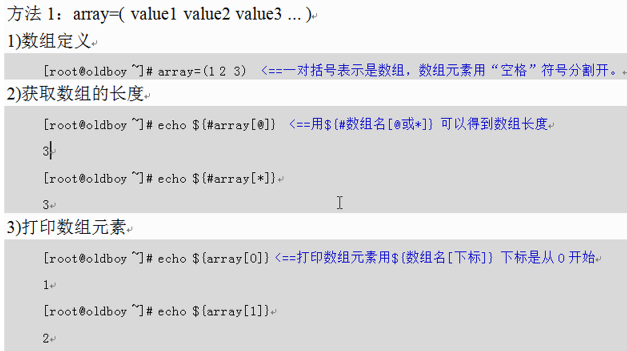 方法 1：array=( value1 value2 value3 ... )
1)数组定义
[root@oldboy ~]# array=(1 2 3)  <==一对括号表示是数组，数组元素用“空格”符号分割开。
2)获取数组的长度
[root@oldboy ~]# echo ${#array[@]}  <==用${#数组名[@或*]} 可以得到数组长度
3
[root@oldboy ~]# echo ${#array[*]}
3
3)打印数组元素
[root@oldboy ~]# echo ${array[0]} <==打印数组元素用${数组名[下标]} 下标是从 0 开始
1
[root@oldboy ~]# echo ${array[1]}
2